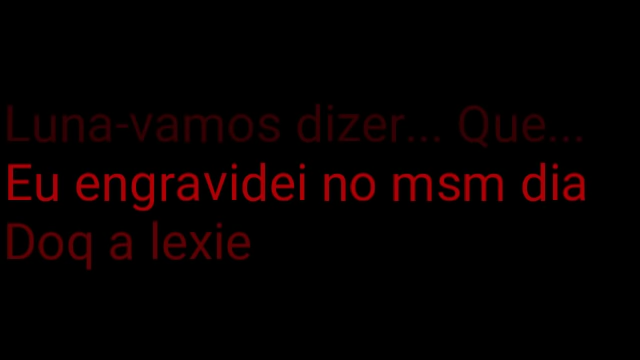 Luna-vamos dizer... Que...
Eu engravidei no msm dia
Doq a lexie